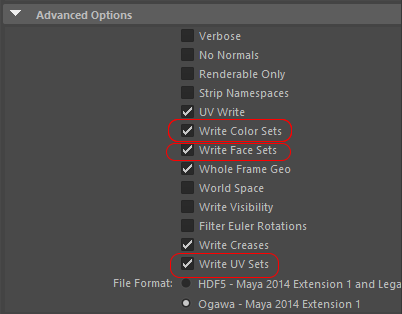 Advanced Options
Verbose
No Normals
Renderable Only
Strip Namespaces
UV Write
Write Color Sets
Write Face Sets
Whole Frame Geo
World Space
Write Visibility
Filter Euler Rotations
Write Creases
Write UV Sets
File Format: HDF5 - Maya 2014 Extension 1 and Lega
Ogawa - Maya 2014 Extension 1